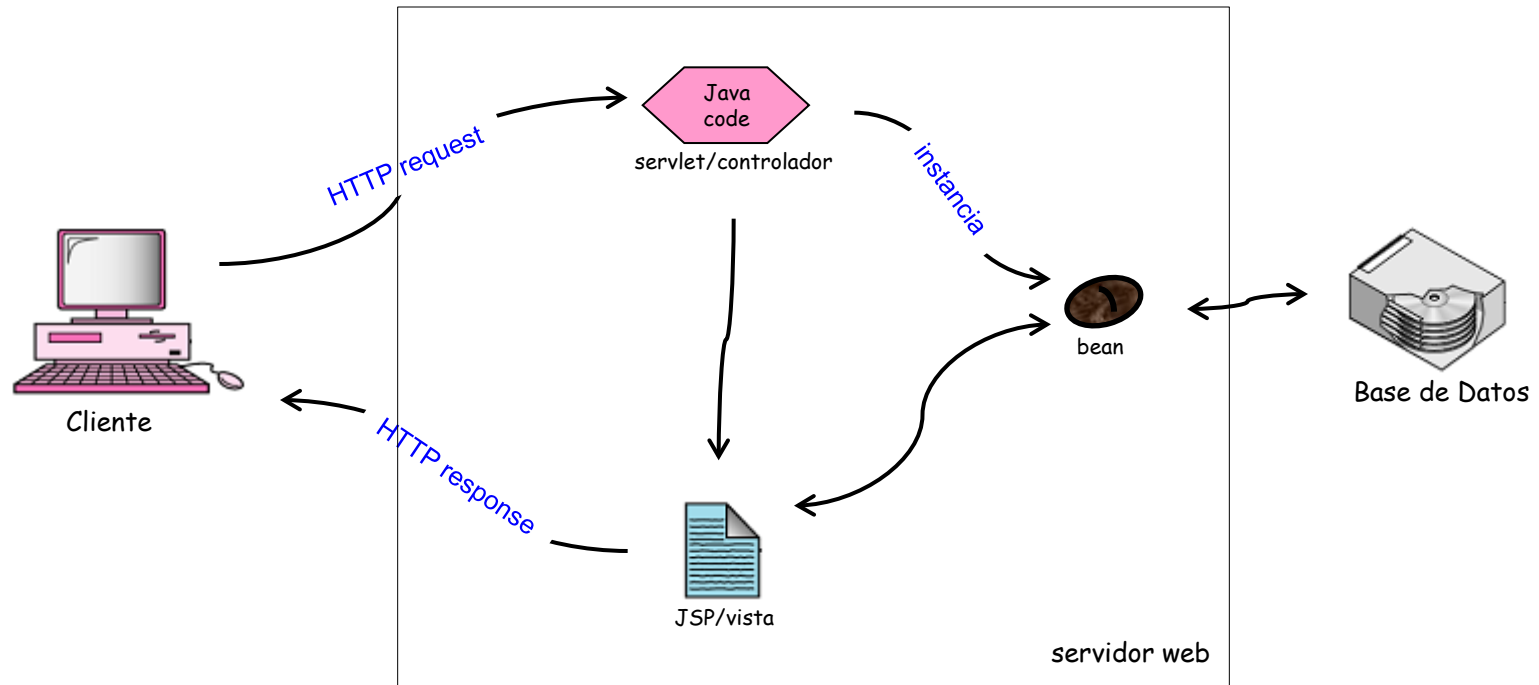 Java
code
servlet/controlador
HTTP request
instancia
bean
Cliente
Base de Datos
HTTP response
JSP/vista
servidor web